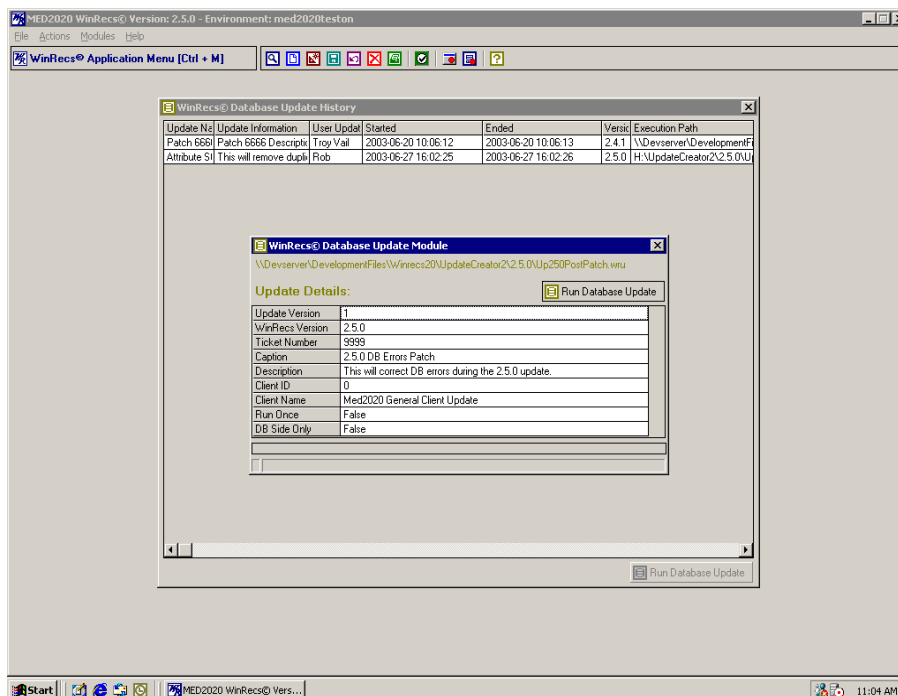 MED2020 WinRecs© Version: 2.5.0 - Environment: med2020teston
File Actions Modules Help
WinRecs© Application Menu [Ctrl + M]
WinRecs© Database Update History
Update Na Update Information User Updat Started Ended Versic Execution Path
Patch 666 Patch 6666 Descriptic Troy Vail 2003-06-20 10:06:12 2003-06-20 10:06:13 2.4.1 \\Devserver\DevelopmentFi
Attribute St This will remove dupli Rob 2003-06-27 16:02:25 2003-06-27 16:02:26 2.5.0 H:\UpdateCreator2\2.5.0\U
WinRecs© Database Update Module
\\Devserver\DevelopmentFiles\Winrecs20\UpdateCreator2\2.5.0\Up250PostPatch.wru
Update Details:
Run Database Update
Update Version 1
WinRecs Version 2.5.0
Ticket Number 9999
Caption 2.5.0 DB Errors Patch
Description This will correct DB errors during the 2.5.0 update.
Client ID 0
Client Name Med2020 General Client Update
Run Once False
DB Side Only False
Run Database Update
Start MED2020 WinRecs© Vers... 11:04 AM